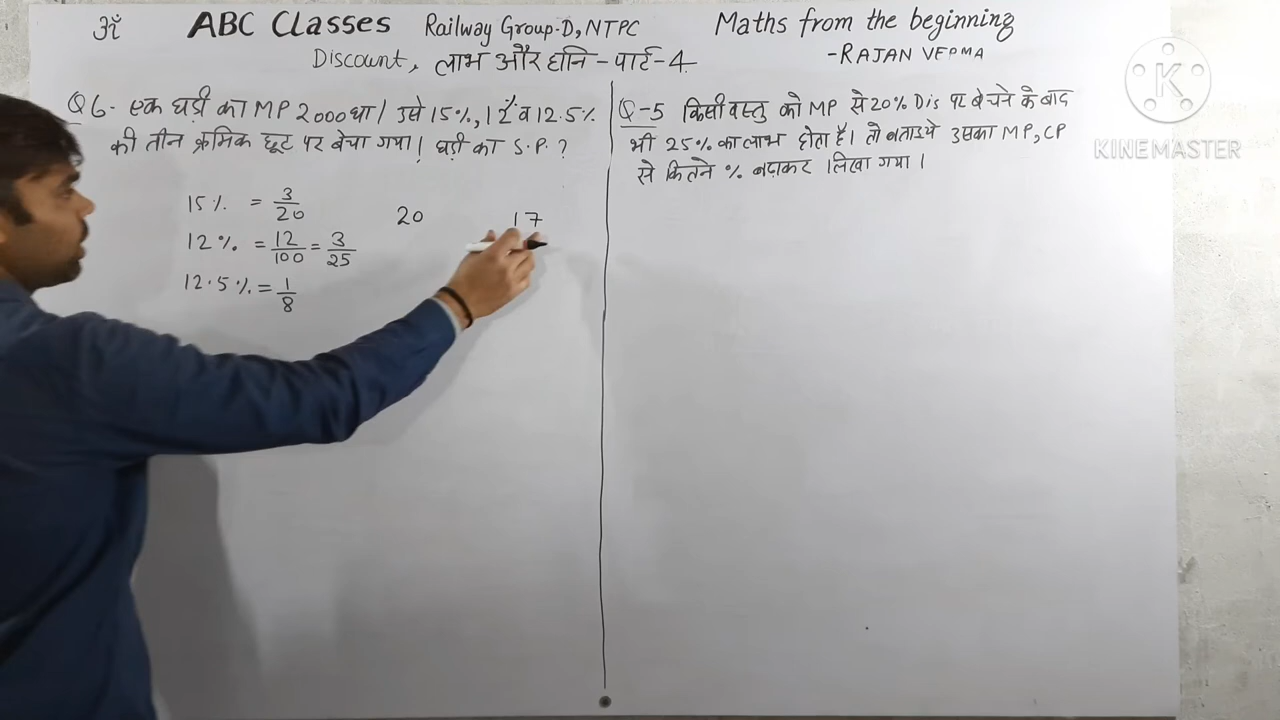 ॐ ABC Classes Railway Group-D, NTPC Maths from the beginning
Discount, लाभ और हानि - पार्ट-4 -RAJAN VERMA
Q6- एक घड़ी का MP 2000 था / उसे 15%, 12% व 12.5%
की तीन क्रमिक छूट पर बेचा गया। घड़ी का S.P. ?
15% = 3/20
12% = 12/100 = 3/25
12.5% = 1/8
20 17
Q-5 किसी वस्तु को MP से 20% Dis पर बेचने के बाद
भी 25% का लाभ होता है। तो बताइये उसका MP, CP
से कितने % बढ़ाकर लिखा गया।
K
KINEMASTER